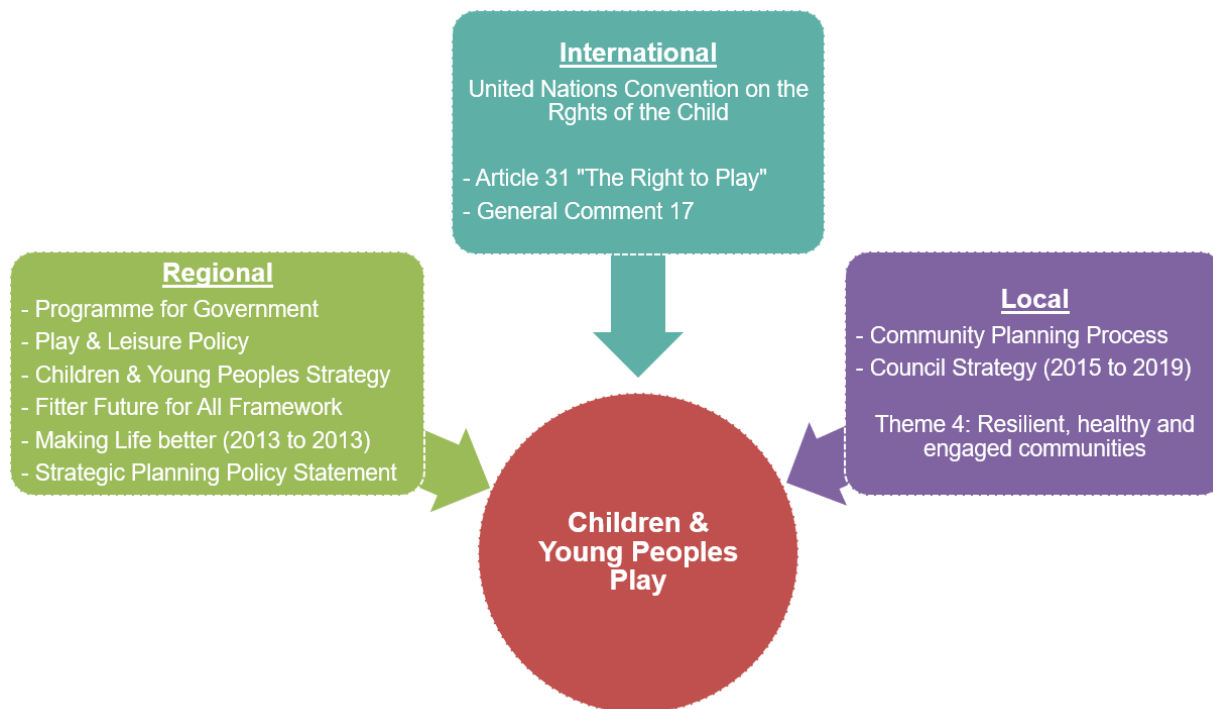 International
United Nations Convention on the
Rghts of the Child
- Article 31 "The Right to Play"
- General Comment 17
Regional
- Programme for Government
- Play & Leisure Policy
- Children & Young Peoples Strategy
- Fitter Future for All Framework
- Making Life better (2013 to 2013)
- Strategic Planning Policy Statement
Local
- Community Planning Process
- Council Strategy (2015 to 2019)
Theme 4: Resilient, healthy and
engaged communities
Children &
Young Peoples
Play